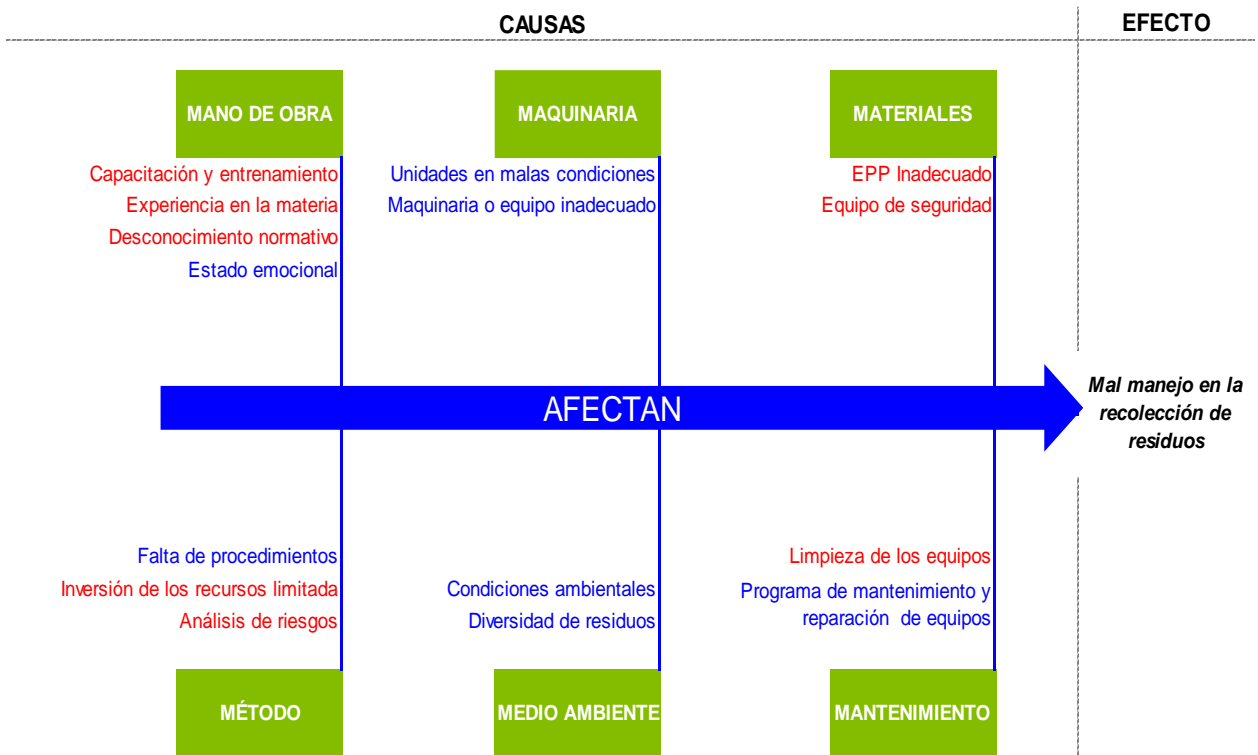 CAUSAS
EFECTO
MANO DE OBRA
MAQUINARIA
MATERIALES
Capacitación y entrenamiento
Experiencia en la materia
Desconocimiento normativo
Estado emocional
Unidades en malas condiciones
Maquinaria o equipo inadecuado
EPP Inadecuado
Equipo de seguridad
AFECTAN
Mal manejo en la
recolección de
residuos
Falta de procedimientos
Inversión de los recursos limitada
Análisis de riesgos
Condiciones ambientales
Diversidad de residuos
Limpieza de los equipos
Programa de mantenimiento y
reparación de equipos
MÉTODO
MEDIO AMBIENTE
MANTENIMIENTO